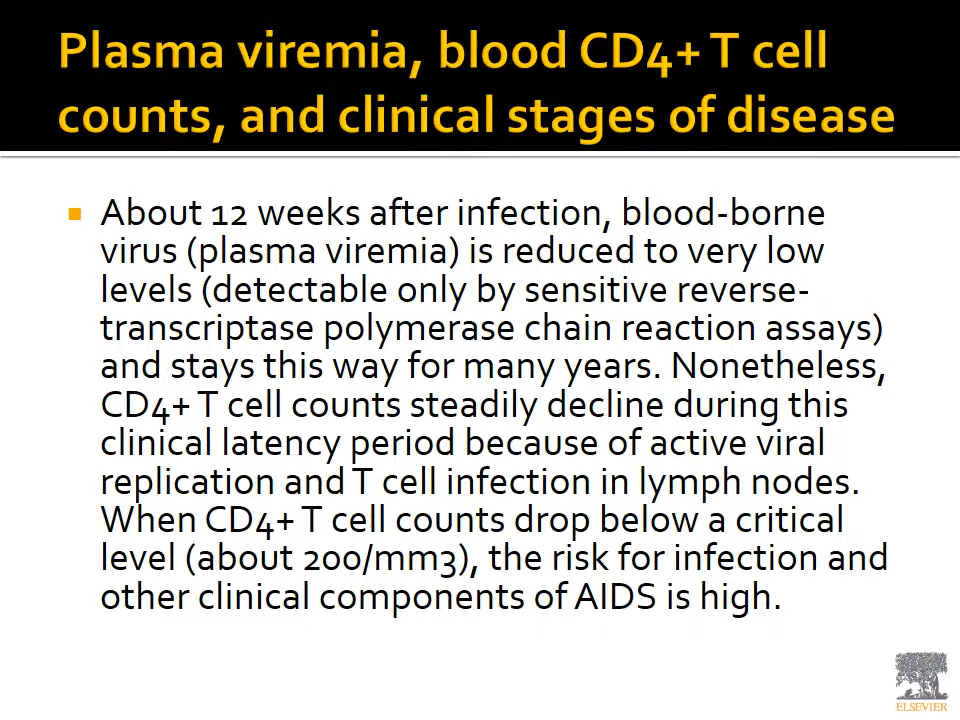 Plasma viremia, blood CD4+ T cell
counts, and clinical stages of disease
About 12 weeks after infection, blood-borne
virus (plasma viremia) is reduced to very low
levels (detectable only by sensitive reverse-
transcriptase polymerase chain reaction assays)
and stays this way for many years. Nonetheless,
CD4+ T cell counts steadily decline during this
clinical latency period because of active viral
replication and T cell infection in lymph nodes.
When CD4+ T cell counts drop below a critical
level (about 200/mm3), the risk for infection and
other clinical components of AIDS is high.
ELSEVIER